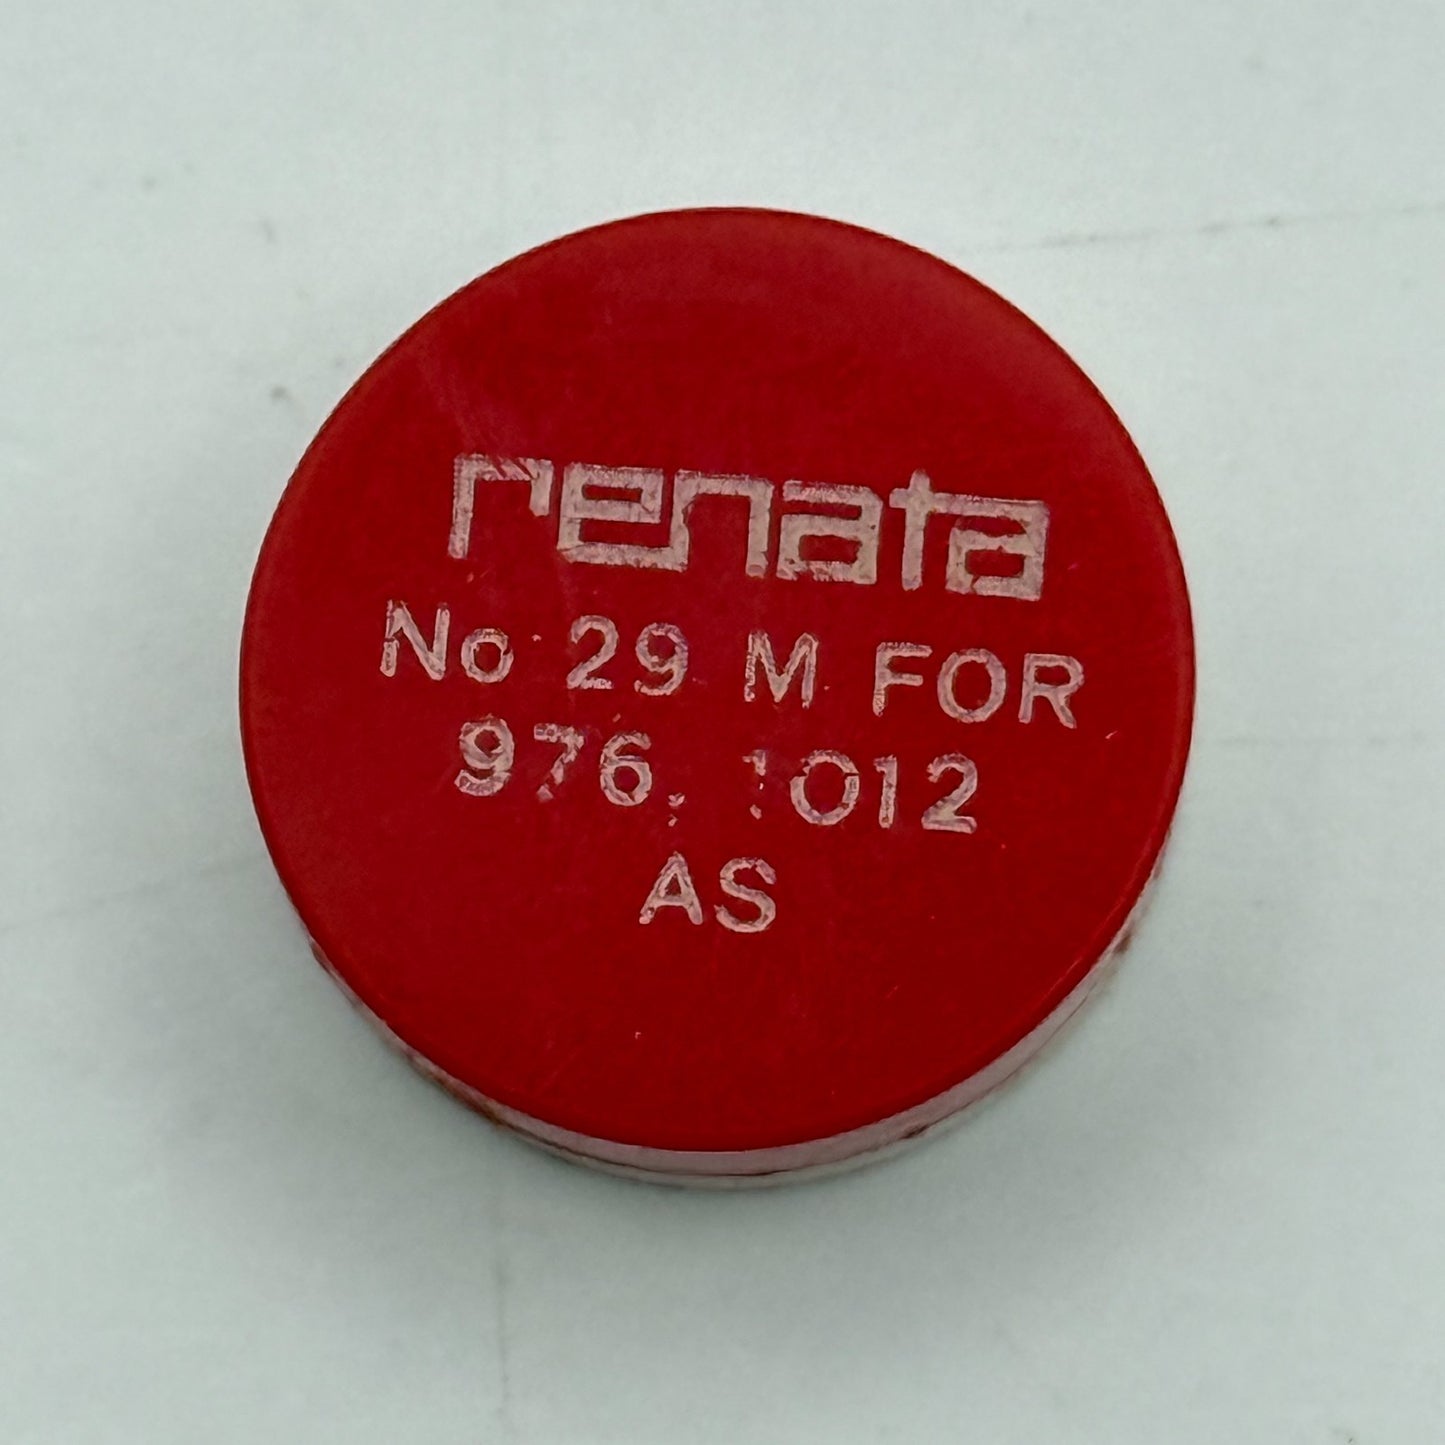 renata
No 29 M FOR
976, 1012
AS